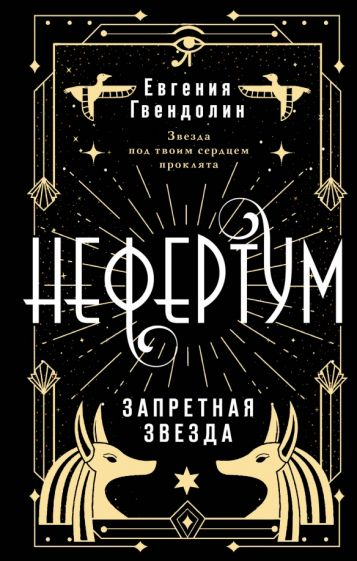 Евгения
Гвендолин
Звезда
под твоим сердцем
проклята
НЕФЕРТУМ
ЗАПРЕТНАЯ
ЗВЕЗДА